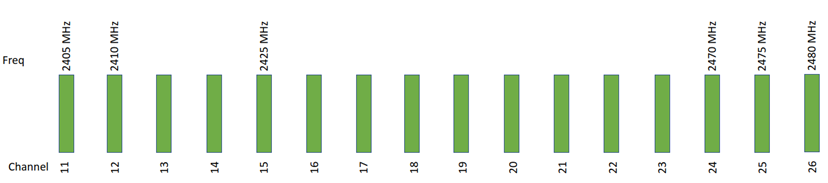 Freq 2405 MHz 2410 MHz 2425 MHz 2470 MHz 2475 MHz 2480 MHz
Channel 11 12 13 14 15 16 17 18 19 20 21 22 23 24 25 26